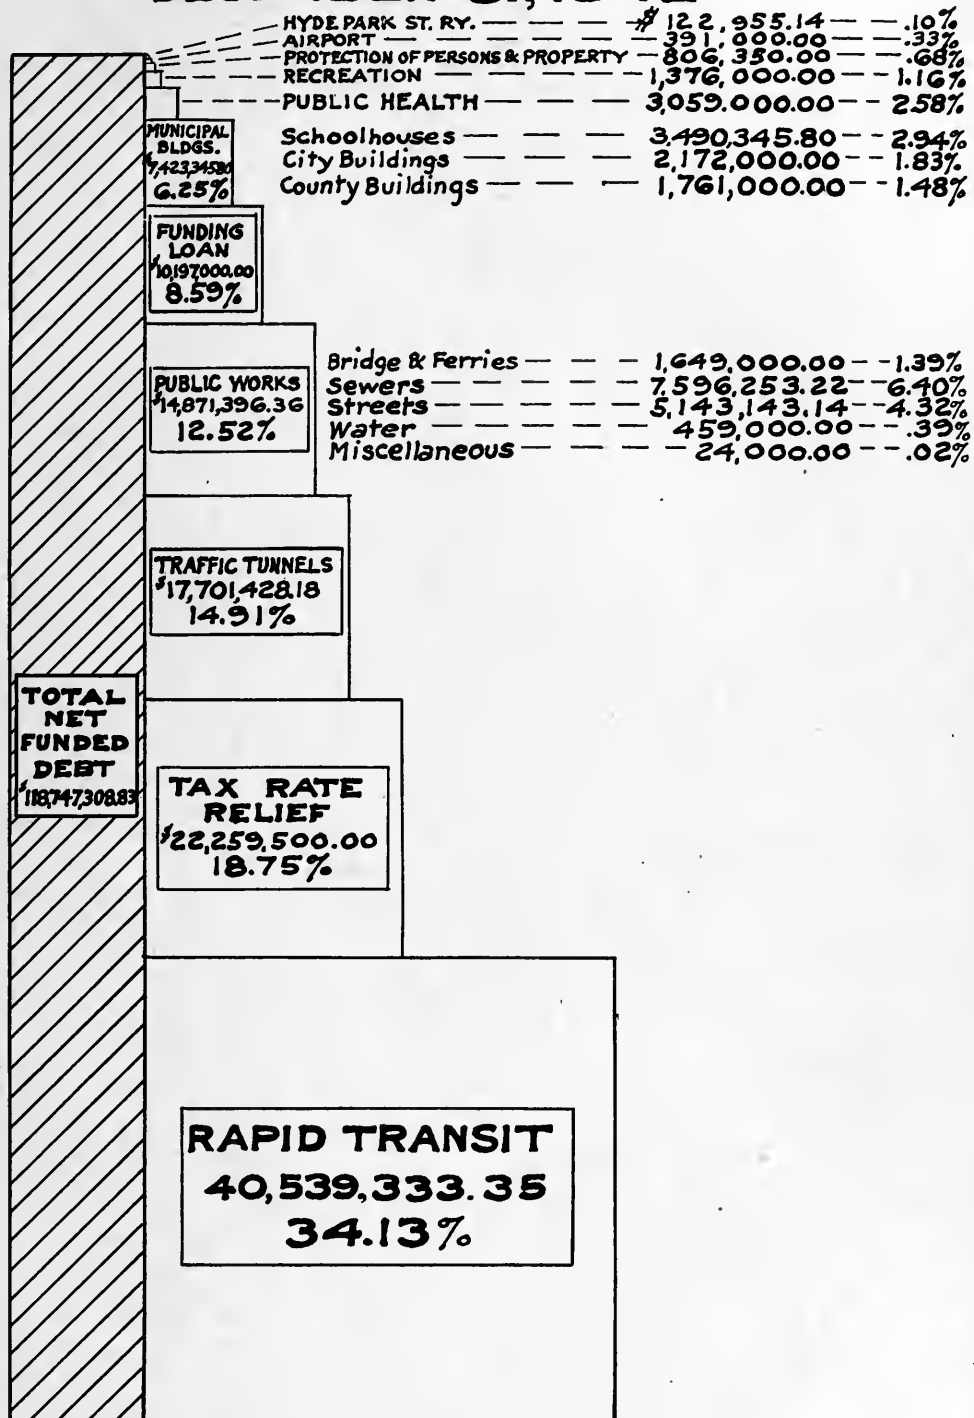 HYDE PARK ST. RY. — — — — $ 122,955.14 — — .10%
AIRPORT — — — — — — 391,000.00 — — .33%
PROTECTION OF PERSONS & PROPERTY — 806,350.00 — — .68%
RECREATION — — — — — 1,376,000.00 — — 1.16%
PUBLIC HEALTH — — — 3,059.000.00 — — 2.58%
MUNICIPAL
BLDGS.
$7,423,345.80
6.25%
Schoolhouses — — — 3,490,345.80 — — 2.94%
City Buildings — — — 2,172,000.00 — — 1.83%
County Buildings — — — 1,761,000.00 — — 1.48%
FUNDING
LOAN
$10,197,000.00
8.59%
PUBLIC WORKS
$14,871,396.36
12.52%
Bridge & Ferries — — — 1,649,000.00 — — 1.39%
Sewers — — — — — 7,596,253.22 — — 6.40%
Streets — — — — — 5,143,143.14 — — 4.32%
Water — — — — — 459,000.00 — — .39%
Miscellaneous — — — — 24,000.00 — — .02%
TRAFFIC TUNNELS
$17,701,428.18
14.91%
TOTAL
NET
FUNDED
DEBT
$118,747,308.83
TAX RATE
RELIEF
$22,259,500.00
18.75%
RAPID TRANSIT
40,539,333.35
34.13%